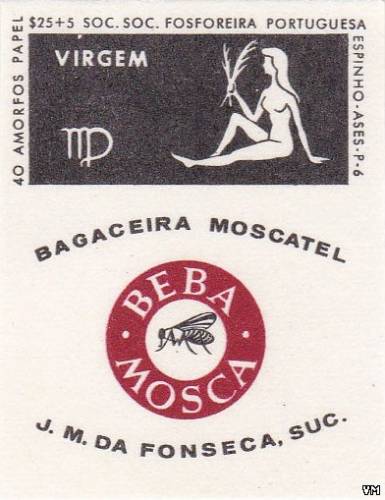 $25+5 SOC. SOC. FOSFOREIRA PORTUGUESA
40 AMORFOS PAPEL
ESPINHO-ASES-P-6
VIRGEM
BAGACEIRA MOSCATEL
BEBA
MOSCA
J. M. DA FONSECA, SUC.
VM